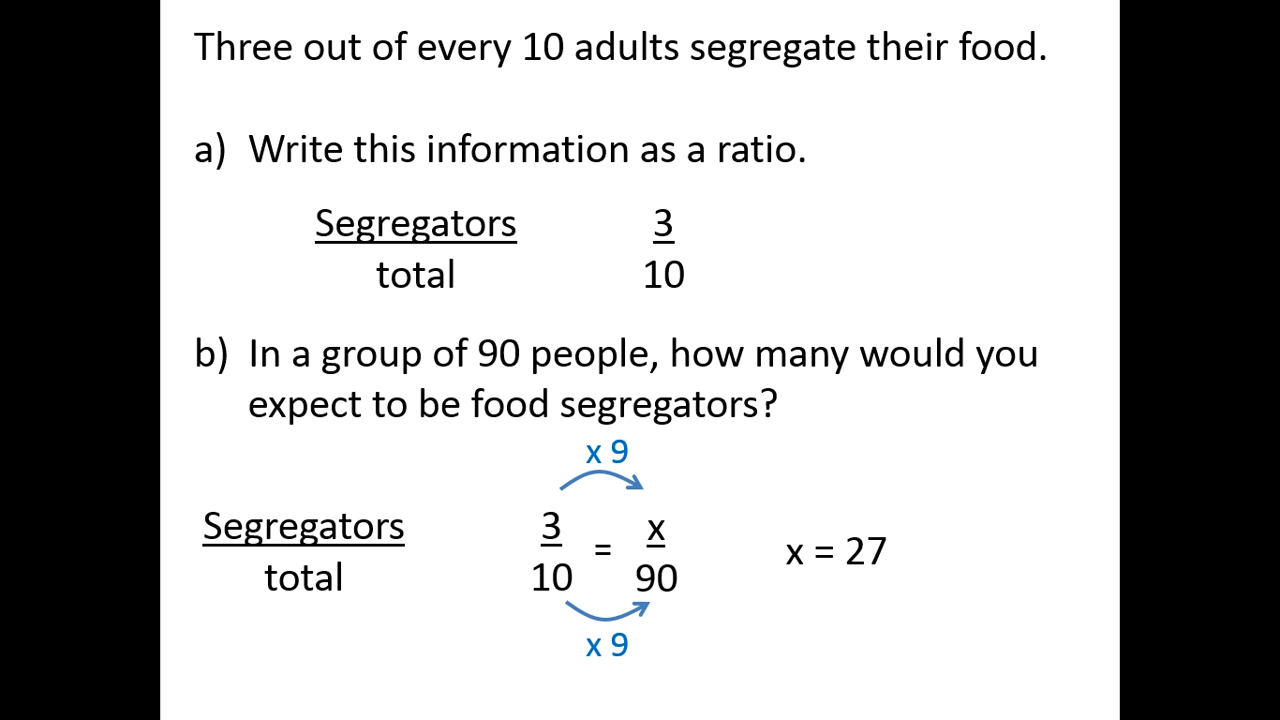 Three out of every 10 adults segregate their food.
a) Write this information as a ratio.
Segregators 3
total 10
b) In a group of 90 people, how many would you
expect to be food segregators?
x 9
Segregators 3 = x x = 27
total 10 90
x 9